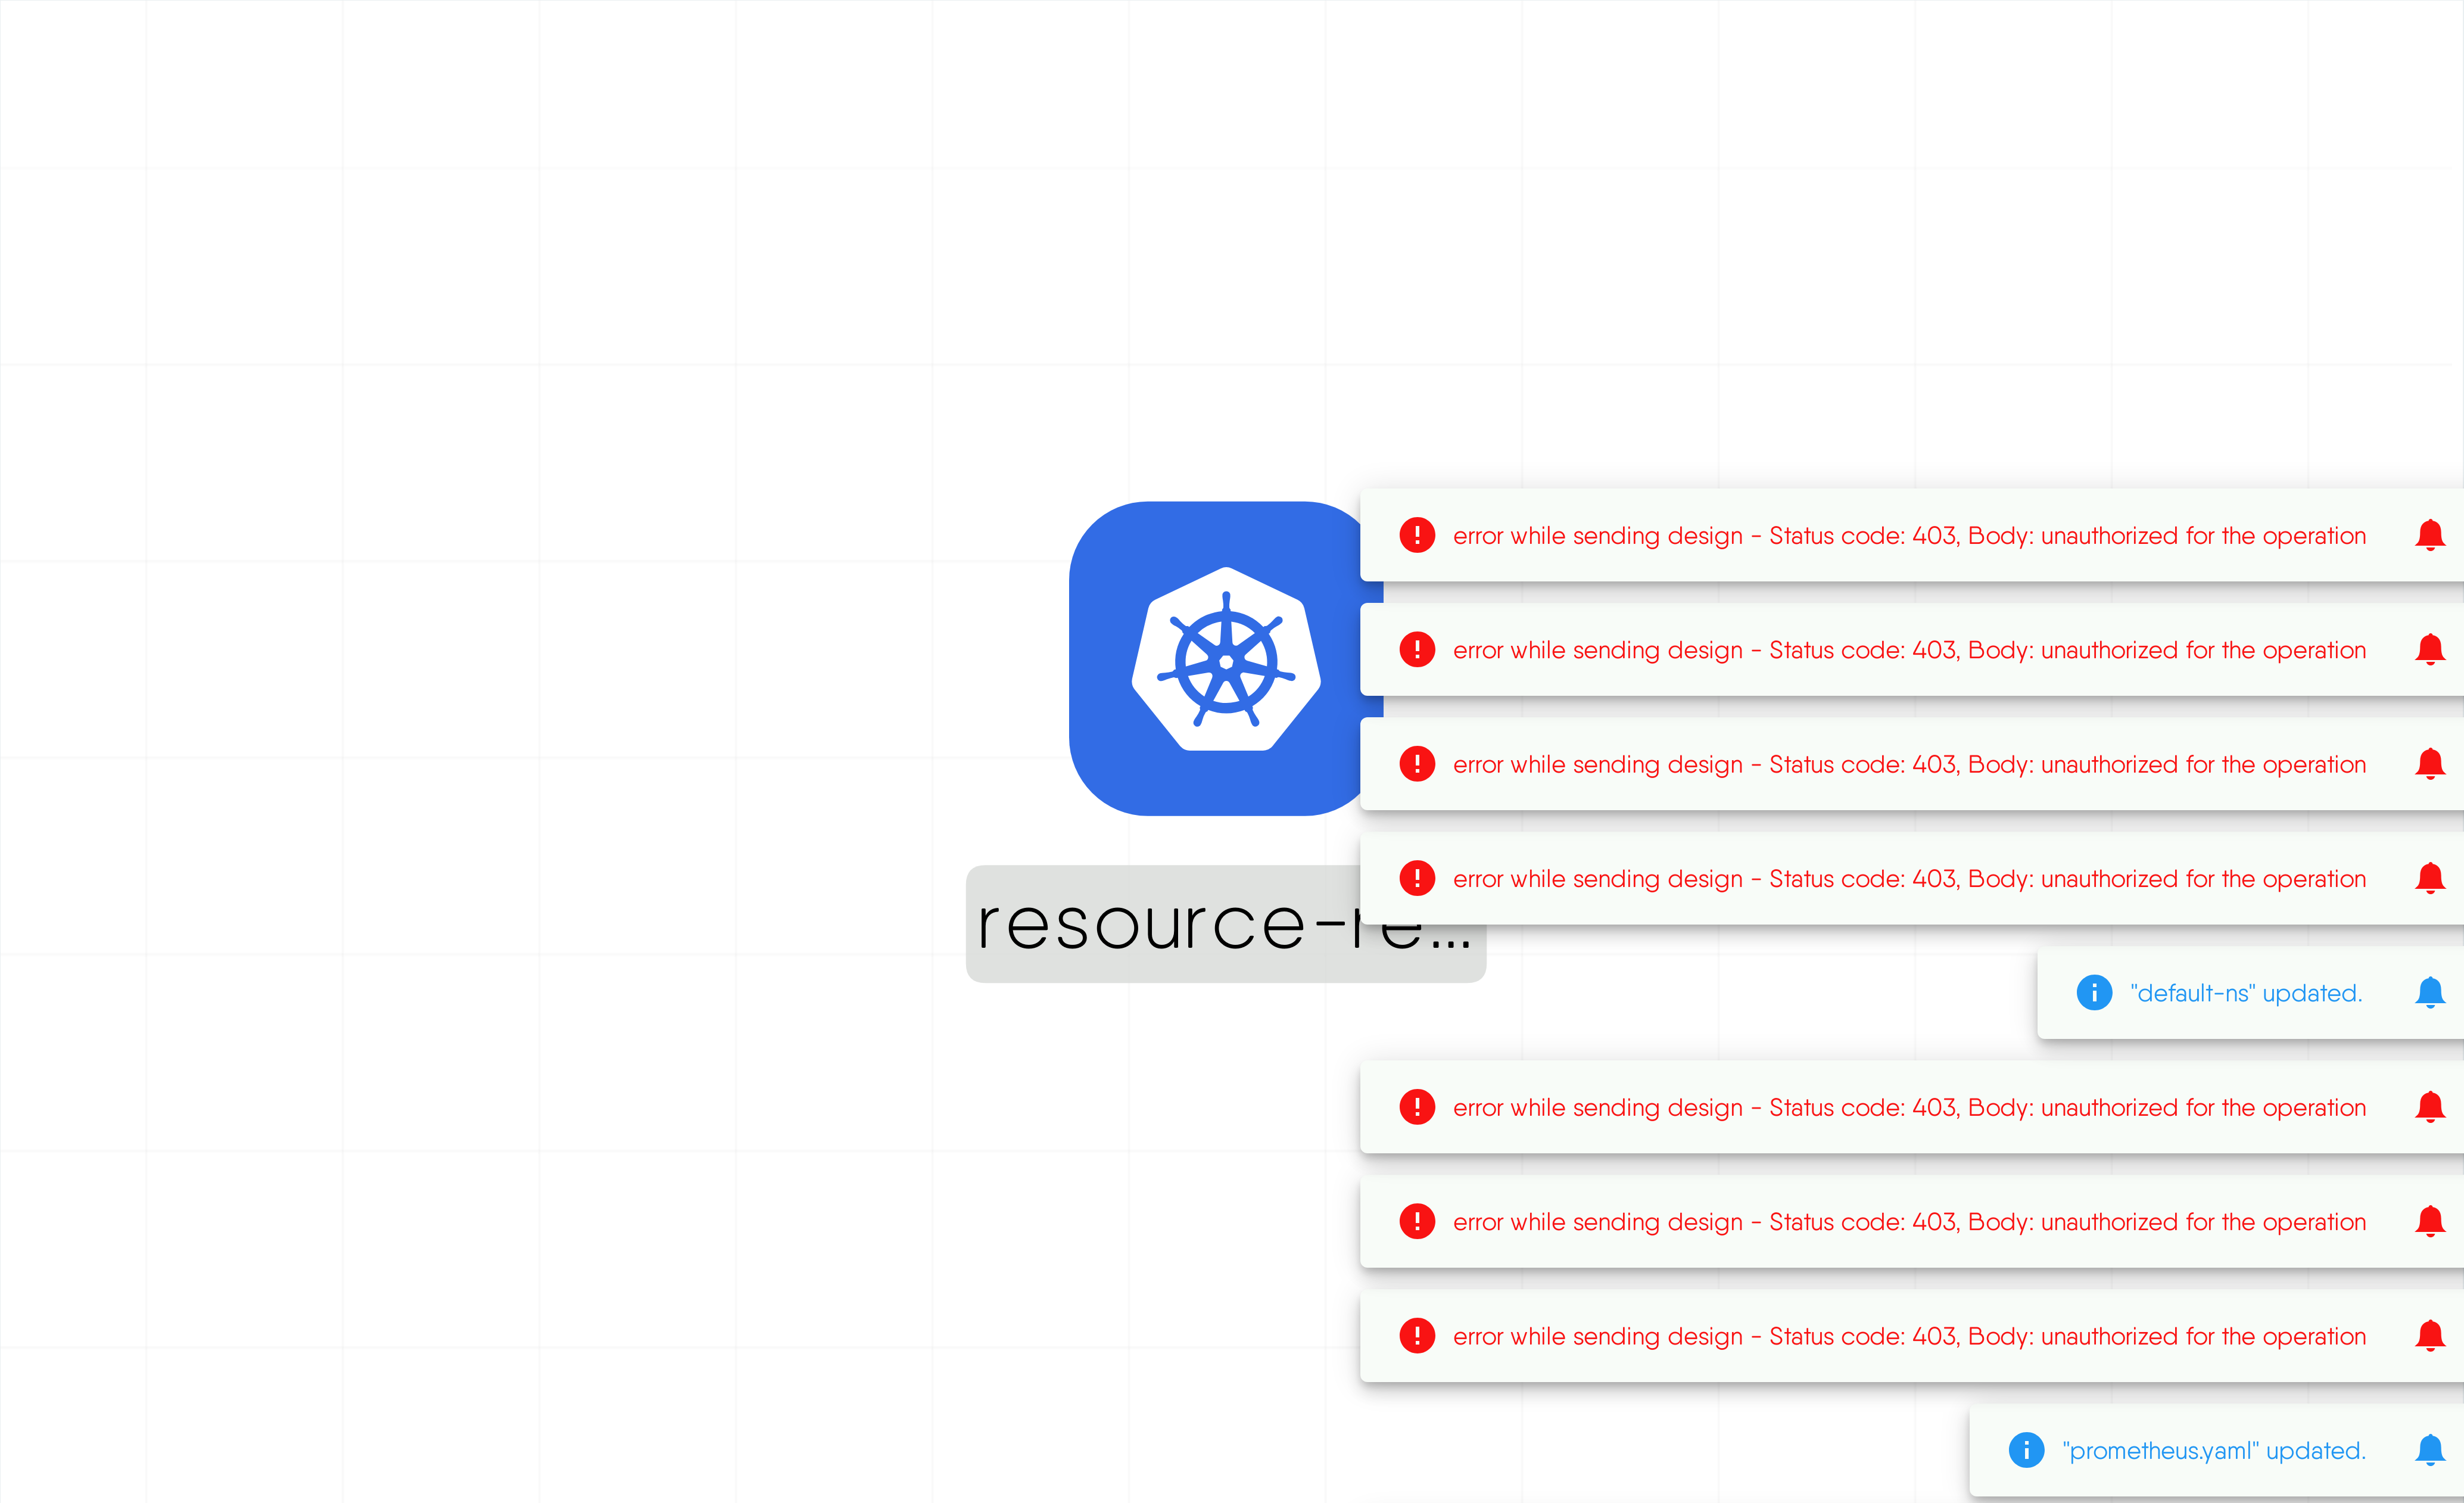 error while sending design - Status code: 403, Body: unauthorized for the operation
error while sending design - Status code: 403, Body: unauthorized for the operation
error while sending design - Status code: 403, Body: unauthorized for the operation
error while sending design - Status code: 403, Body: unauthorized for the operation
resource-re...
"default-ns" updated.
error while sending design - Status code: 403, Body: unauthorized for the operation
error while sending design - Status code: 403, Body: unauthorized for the operation
error while sending design - Status code: 403, Body: unauthorized for the operation
"prometheus.yaml" updated.